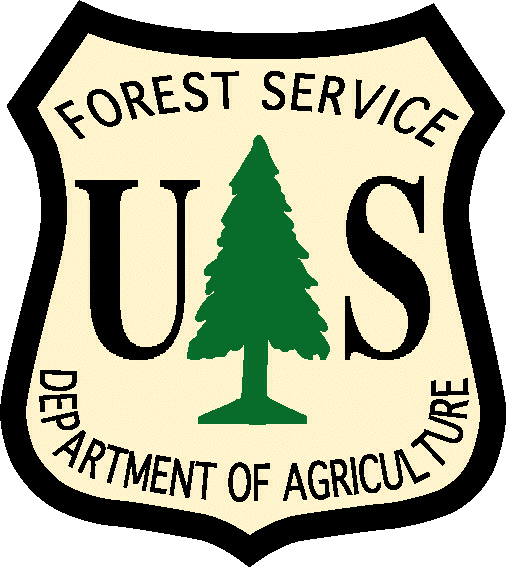 FOREST SERVICE
U S
DEPARTMENT OF AGRICULTURE